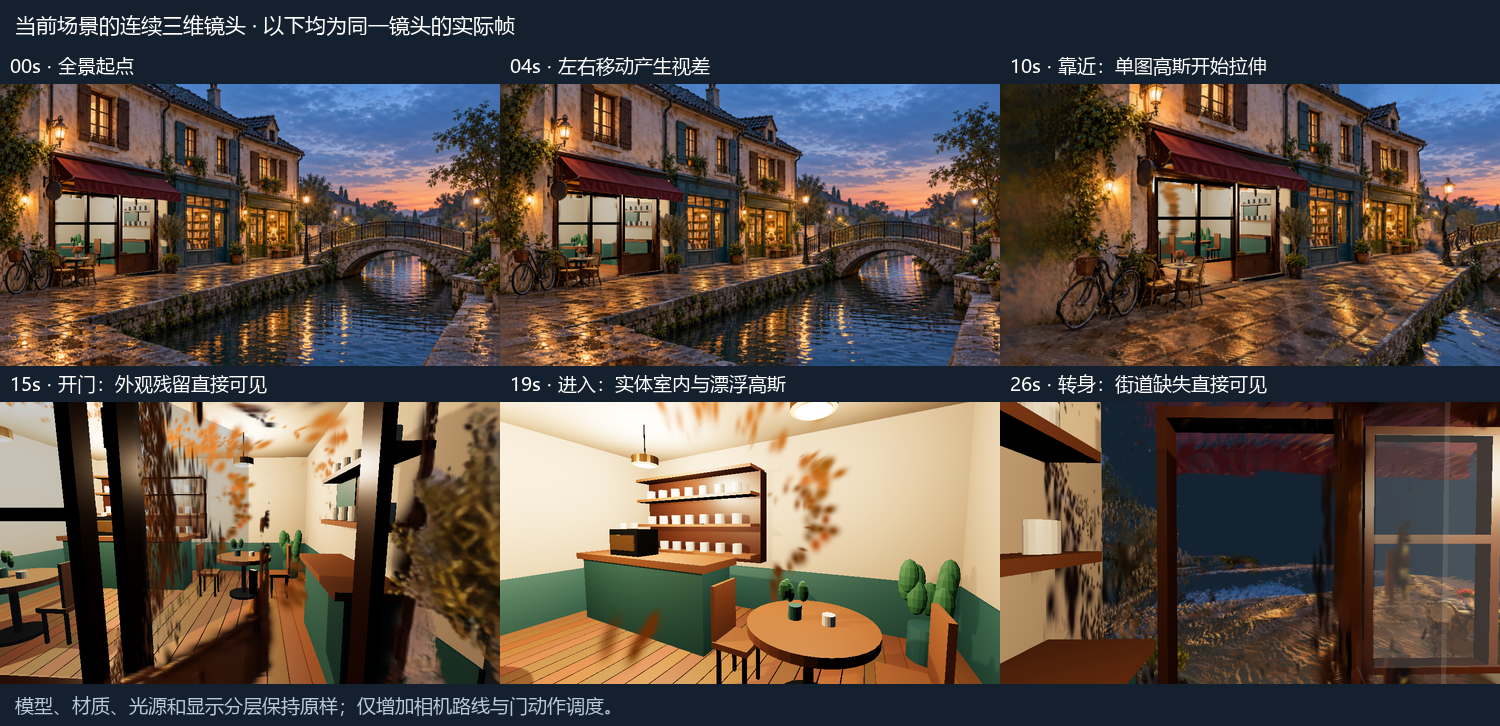 当前场景的连续三维镜头 · 以下均为同一镜头的实际帧
00s · 全景起点
04s · 左右移动产生视差
10s · 靠近：单图高斯开始拉伸
15s · 开门：外观残留直接可见
19s · 进入：实体室内与漂浮高斯
26s · 转身：街道缺失直接可见
模型、材质、光源和显示分层保持原样；仅增加相机路线与门动作调度。